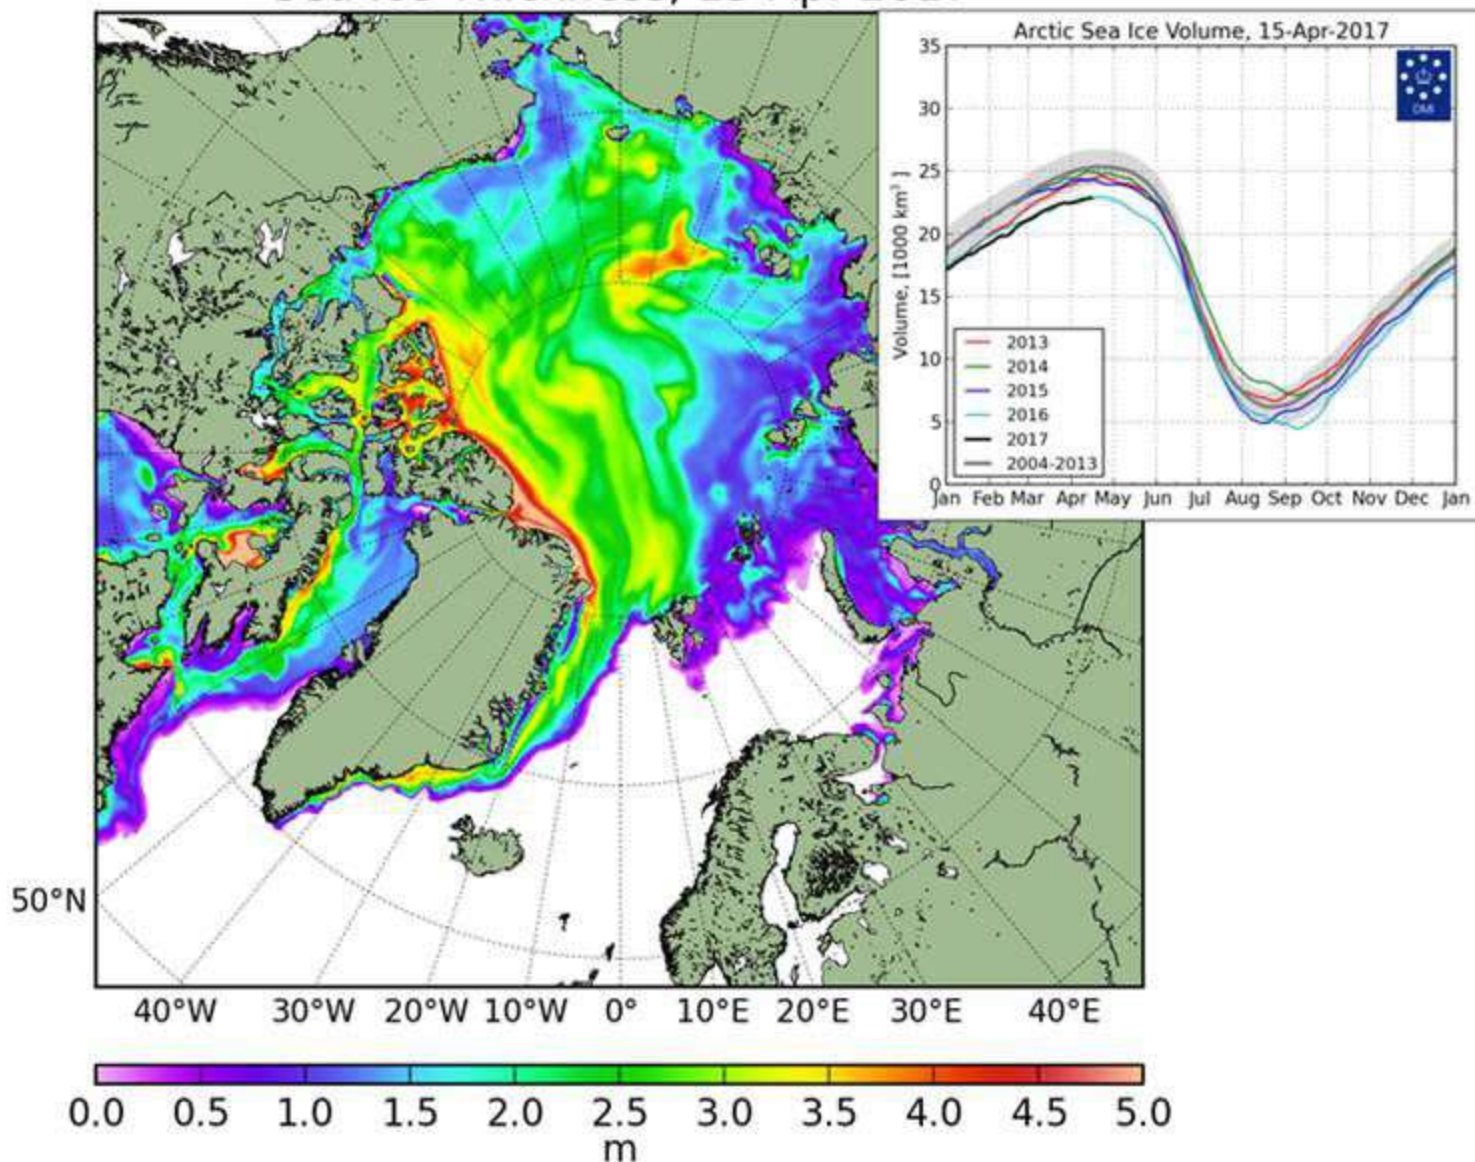 Arctic Sea Ice Volume, 15-Apr-2017
Volume, [1000 km³ ]
35
30
25
20
15
10
5
0
2013
2014
2015
2016
2017
2004-2013
DMI
Jan Feb Mar Apr May Jun Jul Aug Sep Oct Nov Dec Jan
50°N
40°W 30°W 20°W 10°W 0° 10°E 20°E 30°E 40°E
0.0 0.5 1.0 1.5 2.0 2.5 3.0 3.5 4.0 4.5 5.0
m